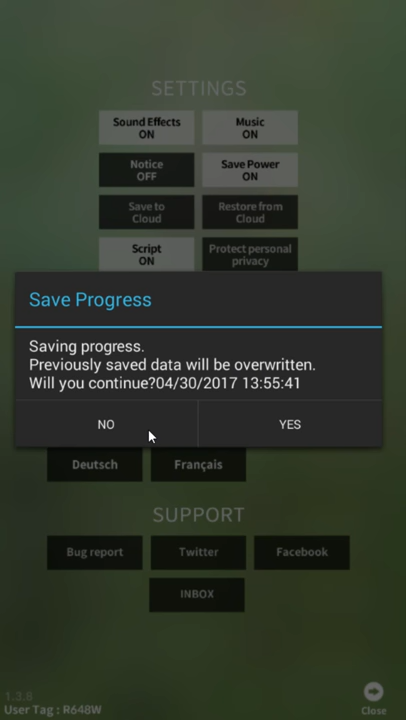 SETTINGS
Sound Effects
ON
Music
ON
Notice
OFF
Save Power
ON
Save to
Cloud
Restore from
Cloud
Script
ON
Protect personal
privacy
Save Progress
Saving progress.
Previously saved data will be overwritten.
Will you continue?04/30/2017 13:55:41
NO
YES
Deutsch
Français
SUPPORT
Bug report
Twitter
Facebook
INBOX
1.3.8
User Tag : R648W
Close